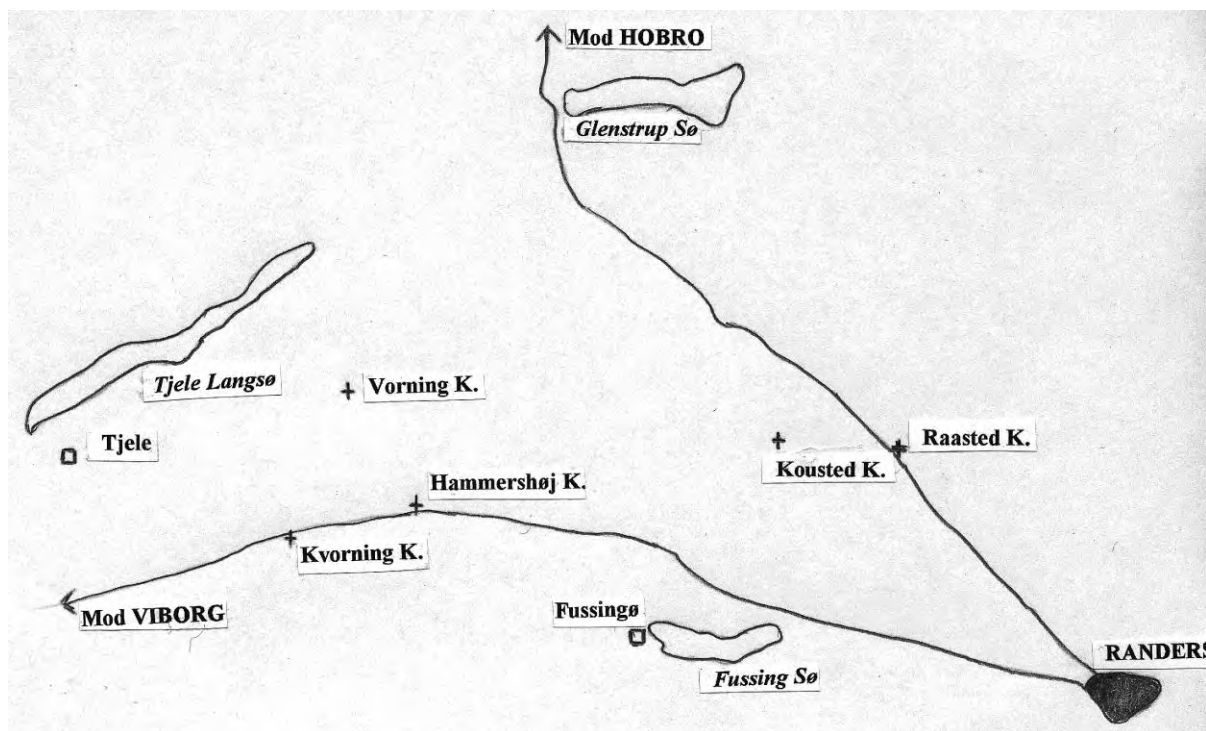 Mod HOBRO
Glenstrup Sø
Tjele Langsø
Vorning K.
Tjele
Raasted K.
Kousted K.
Hammershøj K.
Kvorning K.
Mod VIBORG
Fussingø
Fussing Sø
RANDERS